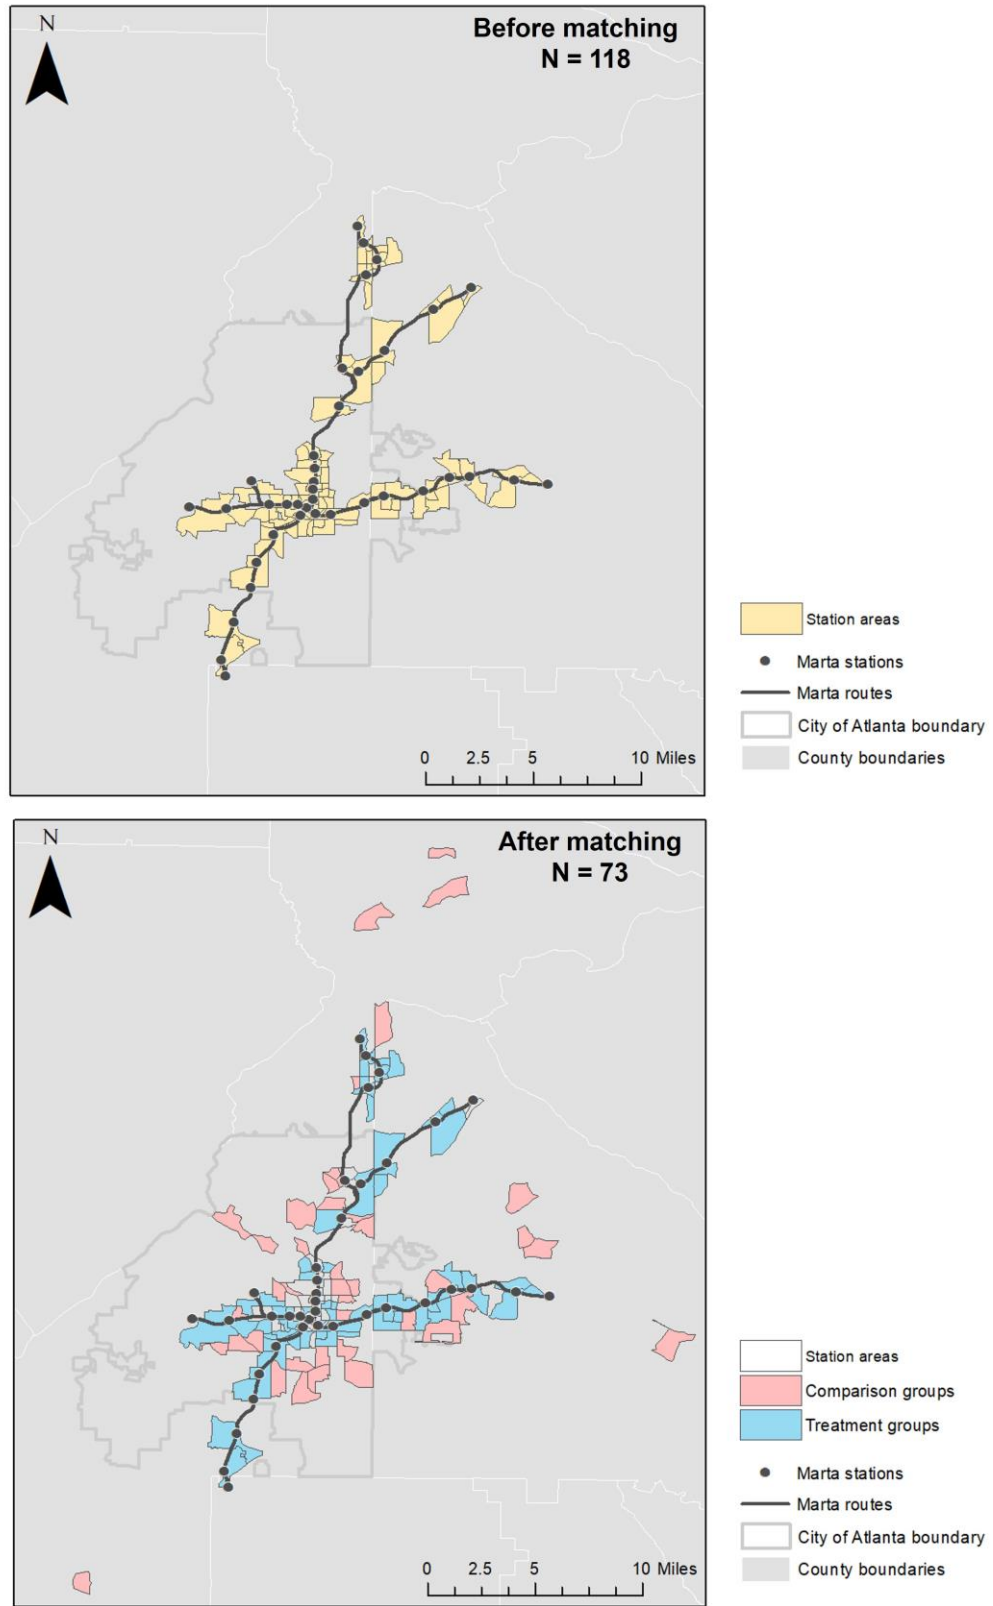 N
Before matching
N = 118
Station areas
Marta stations
Marta routes
City of Atlanta boundary
County boundaries
0 2.5 5 10 Miles
N
After matching
N = 73
Station areas
Comparison groups
Treatment groups
Marta stations
Marta routes
City of Atlanta boundary
County boundaries
0 2.5 5 10 Miles